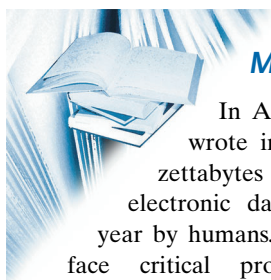 M
In A
wrote in
zettabytes
electronic da
year by humans.
face critical pro